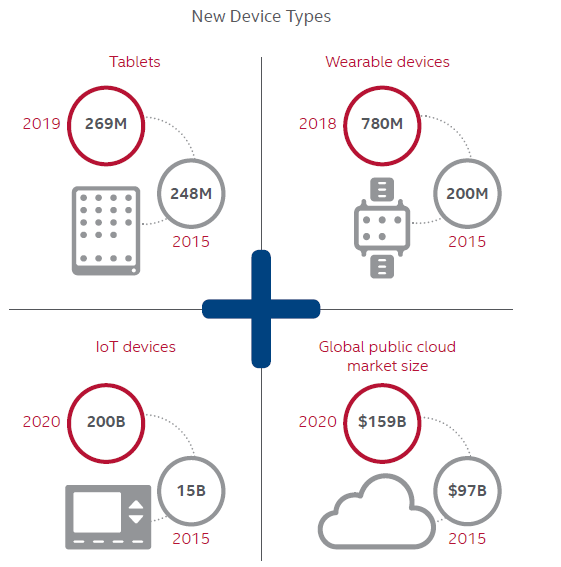 New Device Types
Tablets
2019
269M
248M
2015
Wearable devices
2018
780M
200M
2015
IoT devices
2020
200B
15B
2015
Global public cloud
market size
2020
$159B
$97B
2015